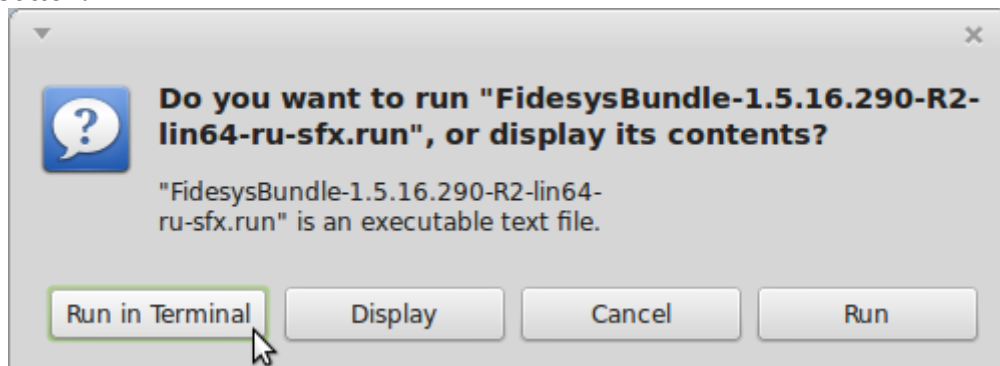 Do you want to run "FidesysBundle-1.5.16.290-R2-
lin64-ru-sfx.run", or display its contents?
"FidesysBundle-1.5.16.290-R2-lin64-
ru-sfx.run" is an executable text file.
Run in Terminal
Display
Cancel
Run